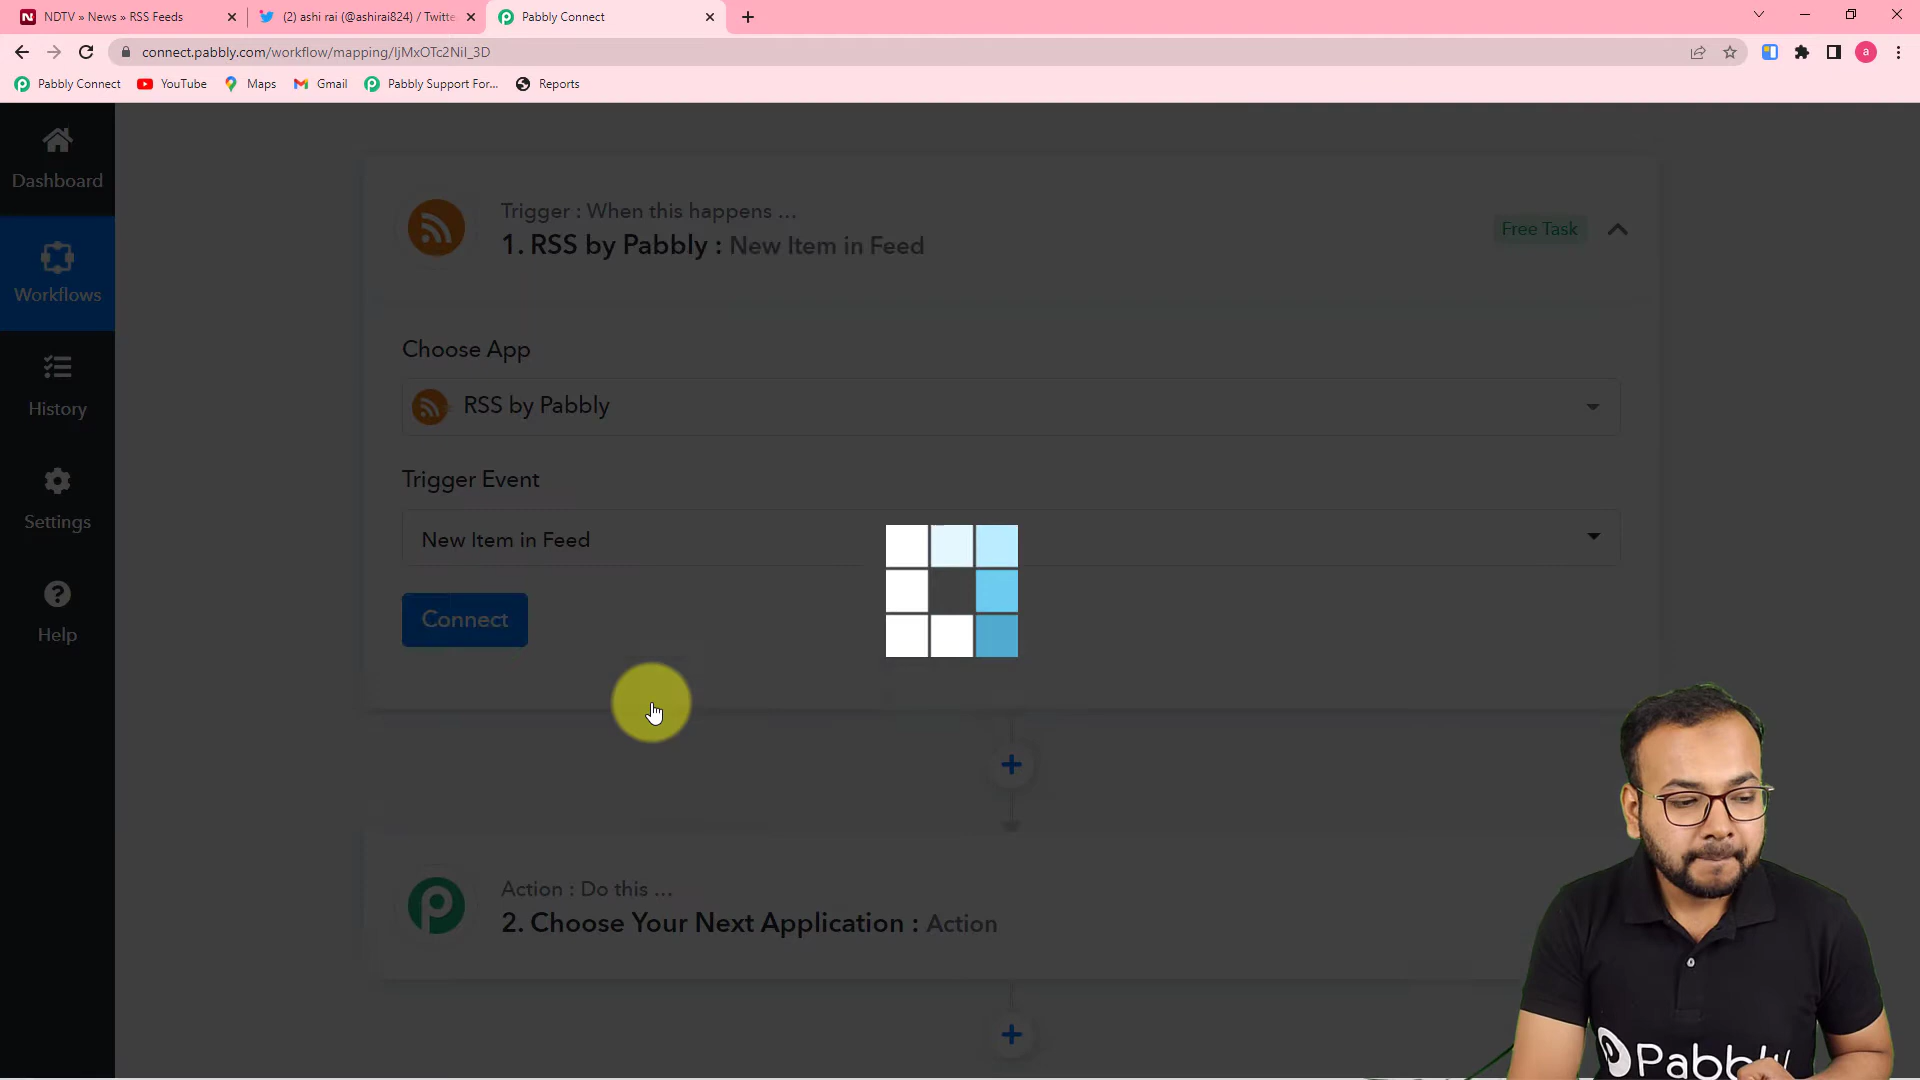 NDTV » News » RSS Feeds
(2) ashi rai (@ashirai824) / Twitte
Pabbly Connect
connect.pabbly.com/workflow/mapping/IjMxOTc2NiI_3D
a
Pabbly Connect
YouTube
Maps
Gmail
Pabbly Support For...
Reports
Dashboard
Workflows
History
Settings
Help
Trigger : When this happens ...
1. RSS by Pabbly : New Item in Feed
Free Task
Choose App
RSS by Pabbly
Trigger Event
New Item in Feed
Connect
Action : Do this ...
2. Choose Your Next Application : Action
Pabbly